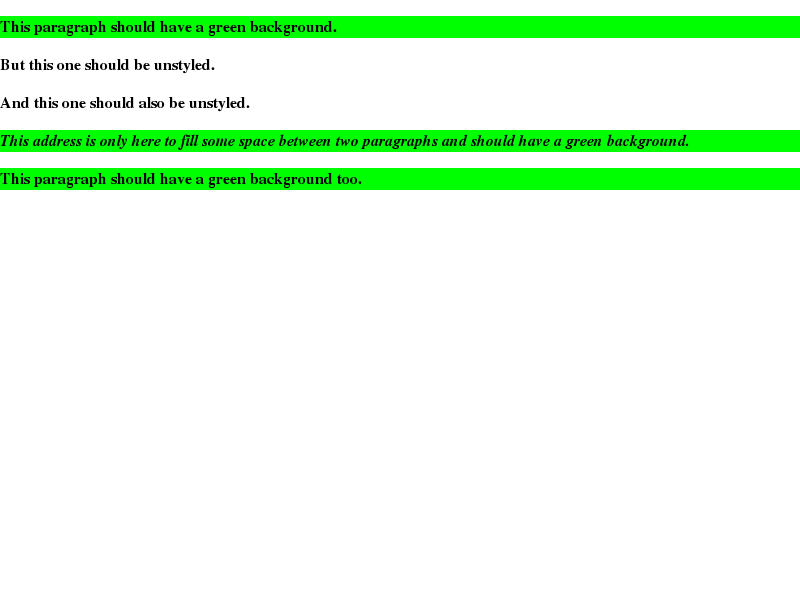 This paragraph should have a green background.
But this one should be unstyled.
And this one should also be unstyled.
This address is only here to fill some space between two paragraphs and should have a green background.
This paragraph should have a green background too.